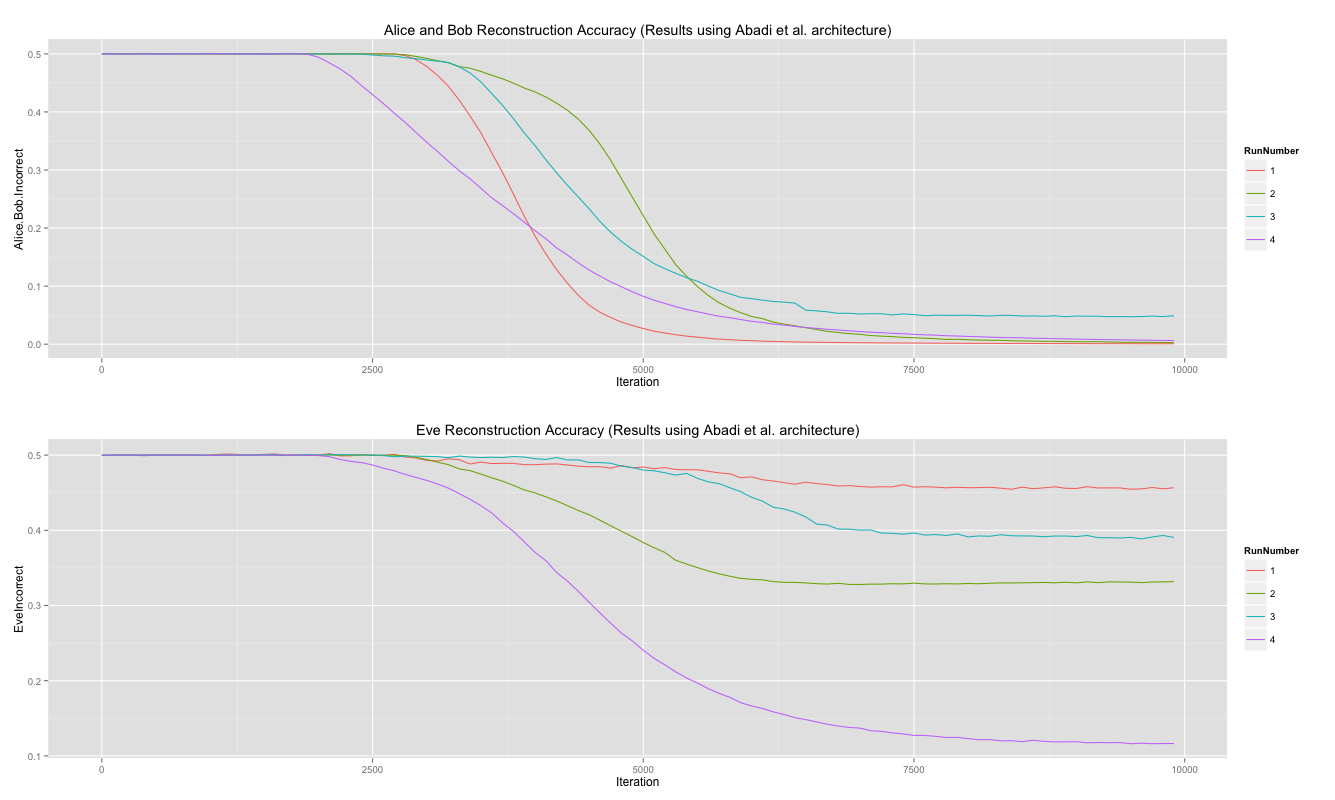 Alice and Bob Reconstruction Accuracy (Results using Abadi et al. architecture)
Alice.Bob.Incorrect
0.5
0.4
0.3
0.2
0.1
0.0
0 2500 5000 7500 10000
Iteration
RunNumber
1
2
3
4
Eve Reconstruction Accuracy (Results using Abadi et al. architecture)
EveIncorrect
0.5
0.4
0.3
0.2
0.1
0 2500 5000 7500 10000
Iteration
RunNumber
1
2
3
4